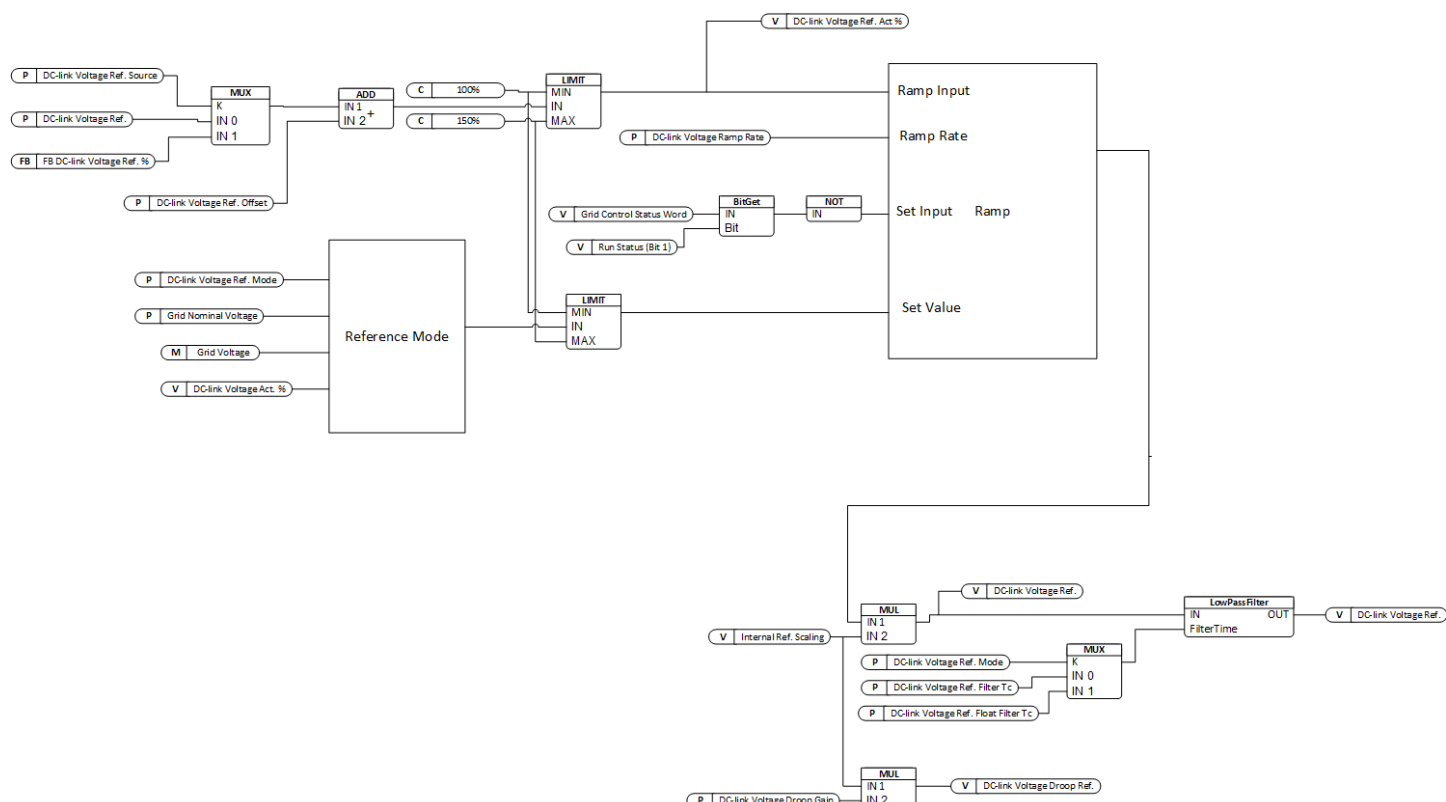 V DC-link Voltage Ref. Act %
P DC-link Voltage Ref. Source
MUX
K
IN 0
IN 1
P DC-link Voltage Ref.
FB FB DC-link Voltage Ref. %
ADD
IN 1
IN 2 +
P DC-link Voltage Ref. Offset
C 100%
C 150%
LIMIT
MIN
IN
MAX
P DC-link Voltage Ramp Rate
V Grid Control Status Word
V Run Status (Bit 1)
BitGet
IN
Bit
NOT
IN
Ramp Input
Ramp Rate
Set Input Ramp
Set Value
P DC-link Voltage Ref. Mode
P Grid Nominal Voltage
M Grid Voltage
V DC-link Voltage Act. %
Reference Mode
LIMIT
MIN
IN
MAX
V Internal Ref. Scaling
MUL
IN 1
IN 2
V DC-link Voltage Ref.
P DC-link Voltage Ref. Mode
P DC-link Voltage Ref. Filter Tc
P DC-link Voltage Ref. Float Filter Tc
MUX
K
IN 0
IN 1
LowPassFilter
IN OUT
FilterTime
V DC-link Voltage Ref.
P DC-link Voltage Droop Gain
MUL
IN 1
IN 2
V DC-link Voltage Droop Ref.